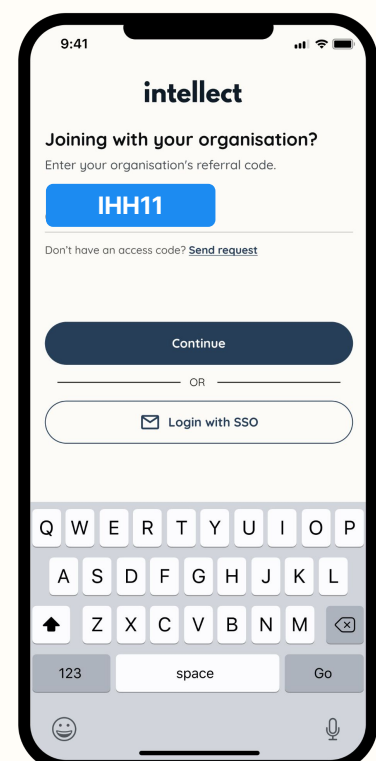 9:41
intellect
Joining with your organisation?
Enter your organisation's referral code.
IHH11
Don't have an access code? Send request
Continue
OR
Login with SSO
Q W E R T Y U I O P
A S D F G H J K L
Z X C V B N M
123 space Go